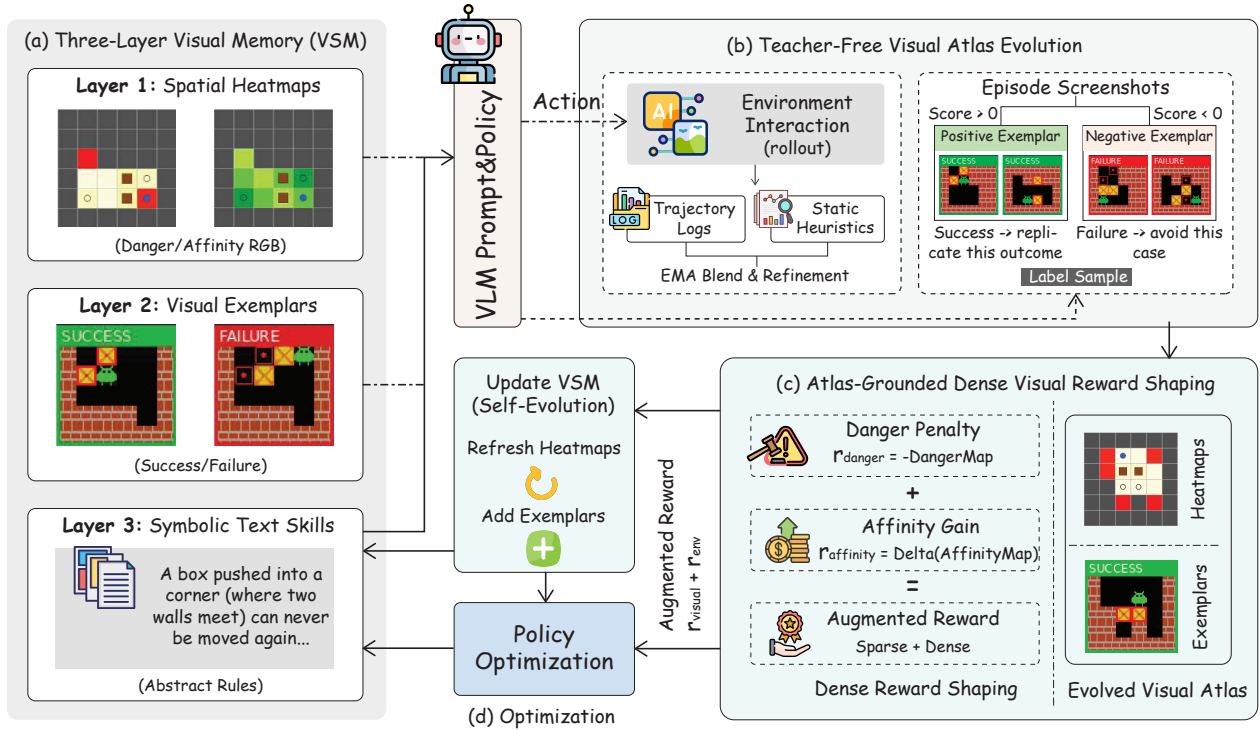 (a) Three-Layer Visual Memory (VSM)
Layer 1: Spatial Heatmaps
(Danger/Affinity RGB)
Layer 2: Visual Exemplars
SUCCESS
FAILURE
(Success/Failure)
Layer 3: Symbolic Text Skills
A box pushed into a
corner (where two
walls meet) can never
be moved again...
(Abstract Rules)
VLM Prompt&Policy
Action
(b) Teacher-Free Visual Atlas Evolution
AI
Environment
Interaction
(rollout)
LOG
Trajectory
Logs
Static
Heuristics
EMA Blend & Refinement
Episode Screenshots
Score > 0
Score < 0
Positive Exemplar
Negative Exemplar
SUCCESS
SUCCESS
FAILURE
FAILURE
Success -> repli-
cate this outcome
Failure -> avoid this
case
Label Sample
Update VSM
(Self-Evolution)
Refresh Heatmaps
Add Exemplars
Policy
Optimization
(d) Optimization
Augmented Reward
rvisual + renv
(c) Atlas-Grounded Dense Visual Reward Shaping
Danger Penalty
rdanger = -DangerMap
+
Affinity Gain
raffinity = Delta(AffinityMap)
=
Augmented Reward
Sparse + Dense
Dense Reward Shaping
Heatmaps
SUCCESS
Exemplars
Evolved Visual Atlas